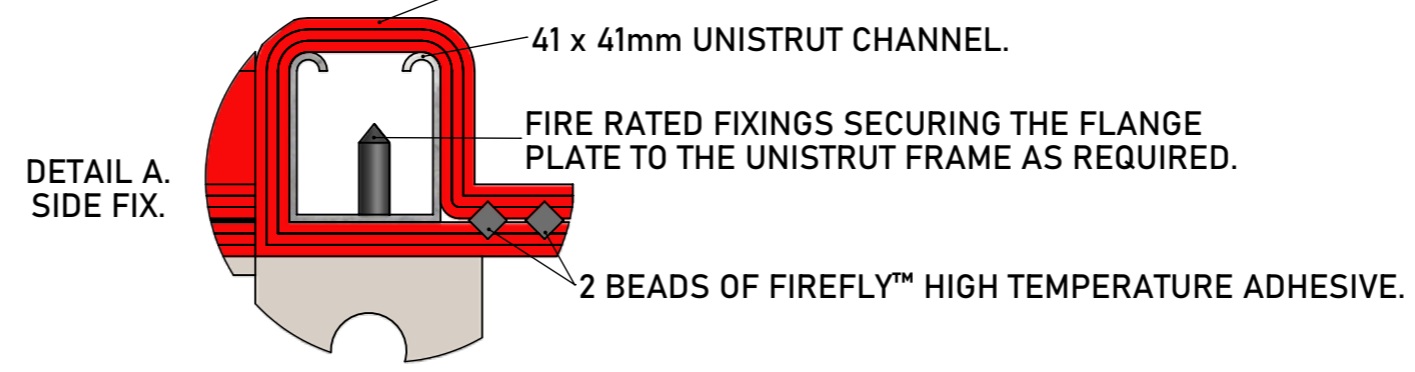 41 x 41mm UNISTRUT CHANNEL.
FIRE RATED FIXINGS SECURING THE FLANGE
PLATE TO THE UNISTRUT FRAME AS REQUIRED.
DETAIL A.
SIDE FIX.
2 BEADS OF FIREFLY™ HIGH TEMPERATURE ADHESIVE.